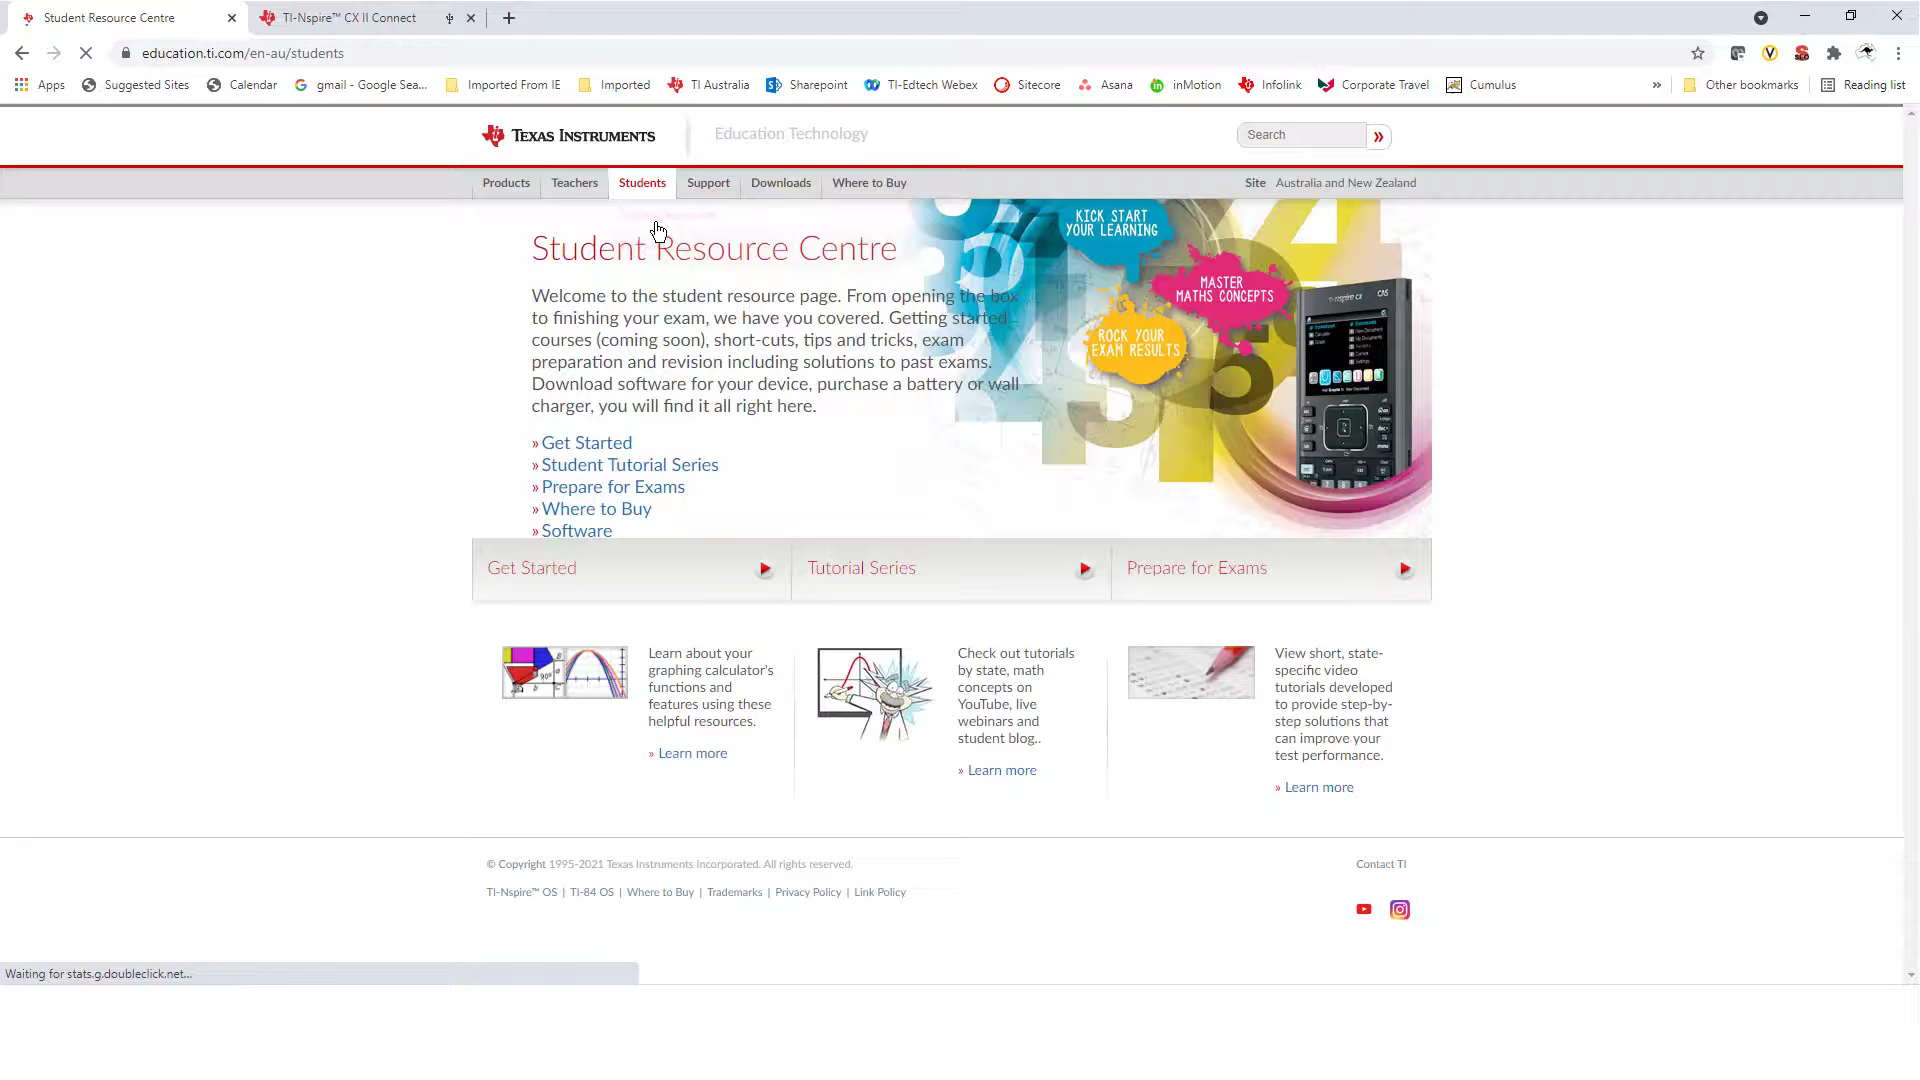 Student Resource Centre
TI-Nspire™ CX II Connect
education.ti.com/en-au/students
Apps
Suggested Sites
Calendar
gmail - Google Sea...
Imported From IE
Imported
TI Australia
Sharepoint
TI-Edtech Webex
Sitecore
Asana
inMotion
Infolink
Corporate Travel
Cumulus
»
Other bookmarks
Reading list
TEXAS INSTRUMENTS
Education Technology
Search
Products
Teachers
Students
Support
Downloads
Where to Buy
Site Australia and New Zealand
Student Resource Centre
Welcome to the student resource page. From opening the box
to finishing your exam, we have you covered. Getting started
courses (coming soon), short-cuts, tips and tricks, exam
preparation and revision including solutions to past exams.
Download software for your device, purchase a battery or wall
charger, you will find it all right here.
» Get Started
» Student Tutorial Series
» Prepare for Exams
» Where to Buy
» Software
KICK START
YOUR LEARNING
MASTER
MATHS CONCEPTS
ROCK YOUR
EXAM RESULTS
TI-nspire CX CAS
Get Started
Tutorial Series
Prepare for Exams
Learn about your
graphing calculator's
functions and
features using these
helpful resources.
» Learn more
Check out tutorials
by state, math
concepts on
YouTube, live
webinars and
student blog..
» Learn more
View short, state-
specific video
tutorials developed
to provide step-by-
step solutions that
can improve your
test performance.
» Learn more
© Copyright 1995-2021 Texas Instruments Incorporated. All rights reserved.
Contact TI
TI-Nspire™ OS | TI-84 OS | Where to Buy | Trademarks | Privacy Policy | Link Policy
Waiting for stats.g.doubleclick.net...